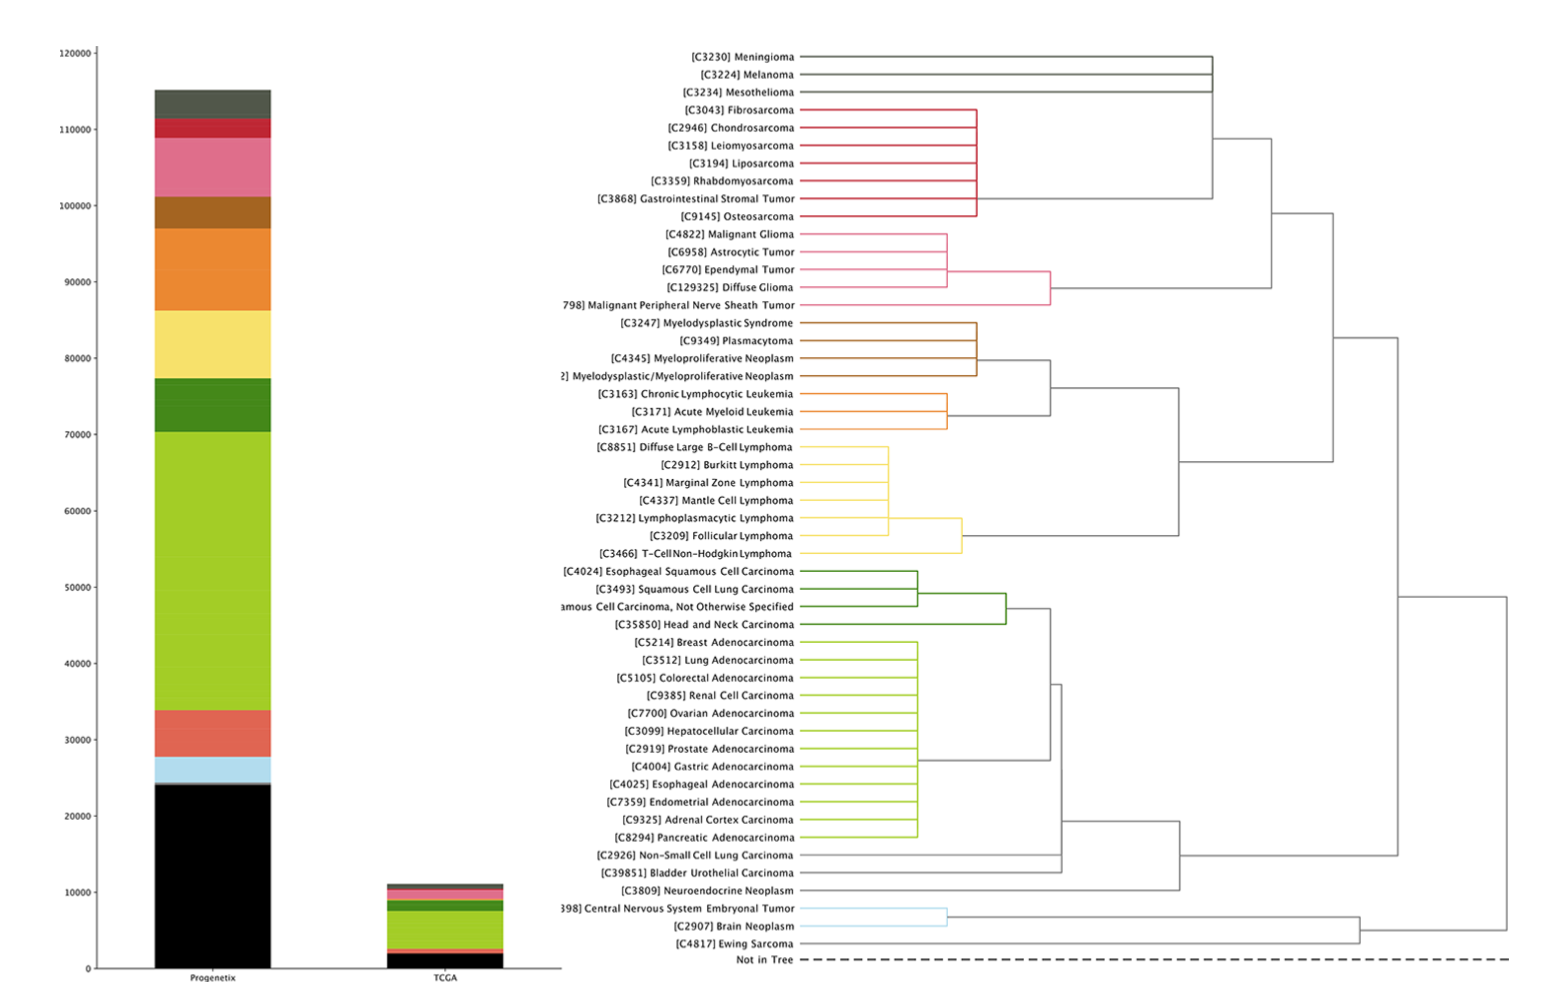 120000
110000
100000
90000
80000
70000
60000
50000
40000
30000
20000
10000
0
Progenetix
TCGA
[C3230] Meningioma
[C3224] Melanoma
[C3234] Mesothelioma
[C3043] Fibrosarcoma
[C2946] Chondrosarcoma
[C3158] Leiomyosarcoma
[C3194] Liposarcoma
[C3359] Rhabdomyosarcoma
[C3868] Gastrointestinal Stromal Tumor
[C9145] Osteosarcoma
[C4822] Malignant Glioma
[C6958] Astrocytic Tumor
[C6770] Ependymal Tumor
[C129325] Diffuse Glioma
798] Malignant Peripheral Nerve Sheath Tumor
[C3247] Myelodysplastic Syndrome
[C9349] Plasmacytoma
[C4345] Myeloproliferative Neoplasm
2] Myelodysplastic/Myeloproliferative Neoplasm
[C3163] Chronic Lymphocytic Leukemia
[C3171] Acute Myeloid Leukemia
[C3167] Acute Lymphoblastic Leukemia
[C8851] Diffuse Large B-Cell Lymphoma
[C2912] Burkitt Lymphoma
[C4341] Marginal Zone Lymphoma
[C4337] Mantle Cell Lymphoma
[C3212] Lymphoplasmacytic Lymphoma
[C3209] Follicular Lymphoma
[C3466] T-Cell Non-Hodgkin Lymphoma
[C4024] Esophageal Squamous Cell Carcinoma
[C3493] Squamous Cell Lung Carcinoma
amous Cell Carcinoma, Not Otherwise Specified
[C35850] Head and Neck Carcinoma
[C5214] Breast Adenocarcinoma
[C3512] Lung Adenocarcinoma
[C5105] Colorectal Adenocarcinoma
[C9385] Renal Cell Carcinoma
[C7700] Ovarian Adenocarcinoma
[C3099] Hepatocellular Carcinoma
[C2919] Prostate Adenocarcinoma
[C4004] Gastric Adenocarcinoma
[C4025] Esophageal Adenocarcinoma
[C7359] Endometrial Adenocarcinoma
[C9325] Adrenal Cortex Carcinoma
[C8294] Pancreatic Adenocarcinoma
[C2926] Non-Small Cell Lung Carcinoma
[C39851] Bladder Urothelial Carcinoma
[C3809] Neuroendocrine Neoplasm
398] Central Nervous System Embryonal Tumor
[C2907] Brain Neoplasm
[C4817] Ewing Sarcoma
Not in Tree